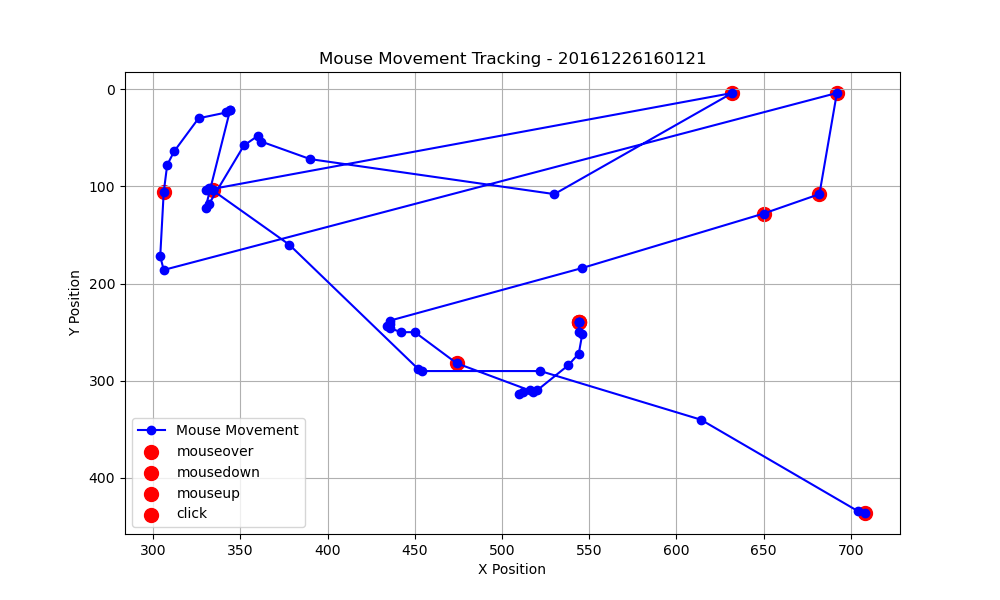 Mouse Movement Tracking - 20161226160121
Y Position
0
100
200
300
400
Mouse Movement
mouseover
mousedown
mouseup
click
300 350 400 450 500 550 600 650 700
X Position